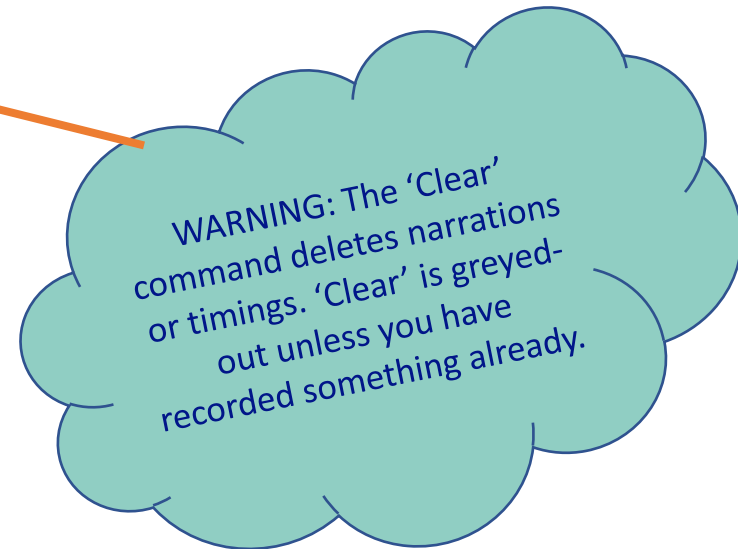 WARNING: The ‘Clear’
command deletes narrations
or timings. ‘Clear’ is greyed-
out unless you have
recorded something already.